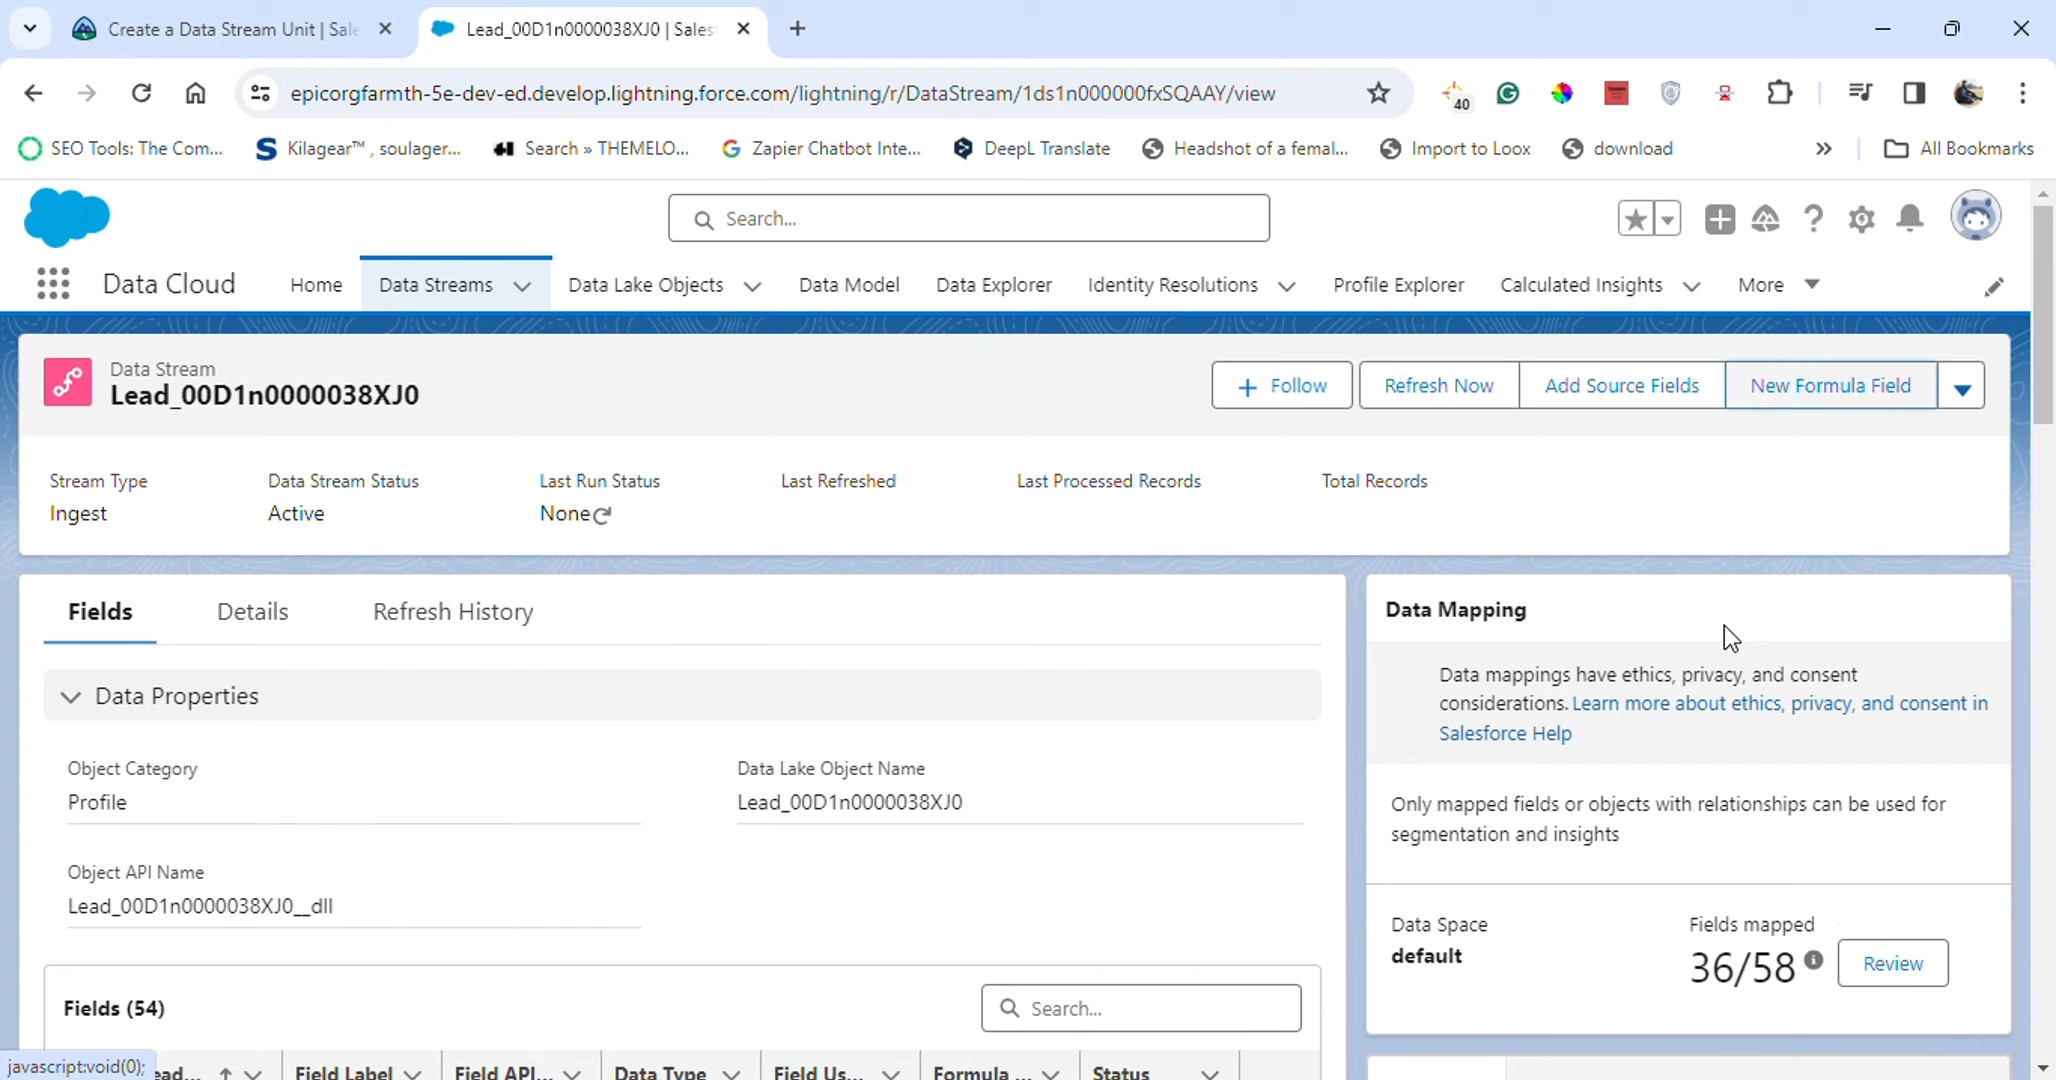 Create a Data Stream Unit | Sale
Lead_00D1n0000038XJ0 | Sales
epicorgfarmth-5e-dev-ed.develop.lightning.force.com/lightning/r/DataStream/1ds1n000000fxSQAAY/view
40
SEO Tools: The Com...
Kilagear™ , soulager...
Search » THEMELO...
Zapier Chatbot Inte...
DeepL Translate
Headshot of a femal...
Import to Loox
download
All Bookmarks
Search...
Data Cloud
Home
Data Streams
Data Lake Objects
Data Model
Data Explorer
Identity Resolutions
Profile Explorer
Calculated Insights
More
Data Stream
Lead_00D1n0000038XJ0
Follow
Refresh Now
Add Source Fields
New Formula Field
Stream Type
Ingest
Data Stream Status
Active
Last Run Status
None
Last Refreshed
Last Processed Records
Total Records
Fields
Details
Refresh History
Data Properties
Object Category
Profile
Data Lake Object Name
Lead_00D1n0000038XJ0
Object API Name
Lead_00D1n0000038XJ0__dll
Fields (54)
Search...
ead...
Field Label
Field API...
Data Type
Field Us...
Formula ...
Status
javascript:void(0);
Data Mapping
Data mappings have ethics, privacy, and consent
considerations. Learn more about ethics, privacy, and consent in
Salesforce Help
Only mapped fields or objects with relationships can be used for
segmentation and insights
Data Space
default
Fields mapped
36/58
Review